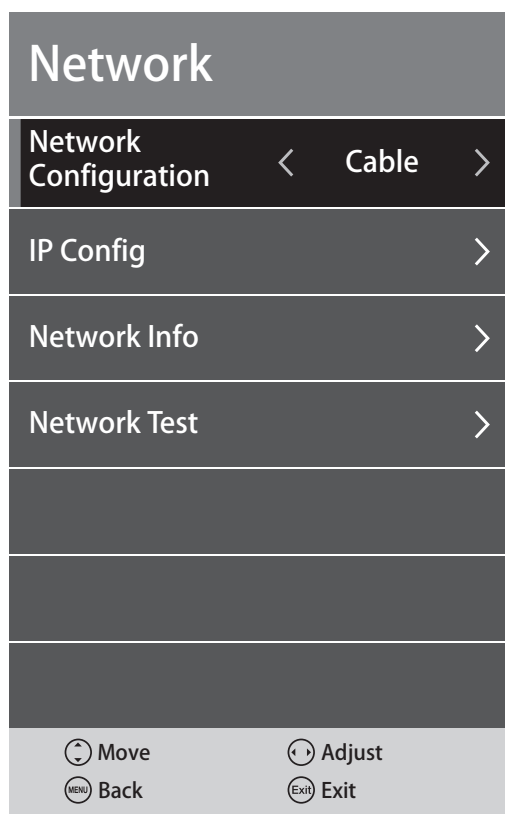 Network
Network
Configuration < Cable >
IP Config >
Network Info >
Network Test >
Move Adjust
MENU Back Exit Exit